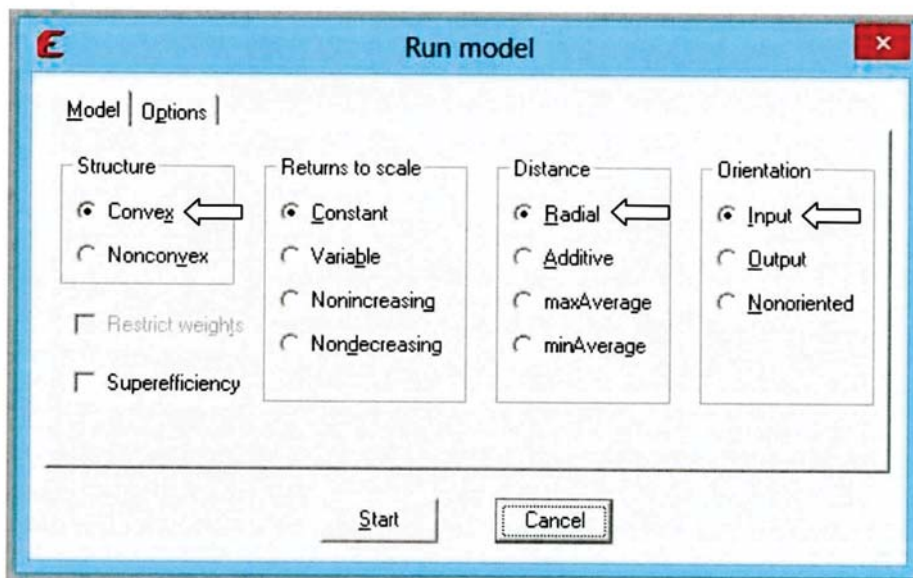 Run model
Model Options
Structure
Convex
Nonconvex
Restrict weights
Superefficiency
Returns to scale
Constant
Variable
Nonincreasing
Nondecreasing
Distance
Radial
Additive
maxAverage
minAverage
Orientation
Input
Output
Nonoriented
Start Cancel